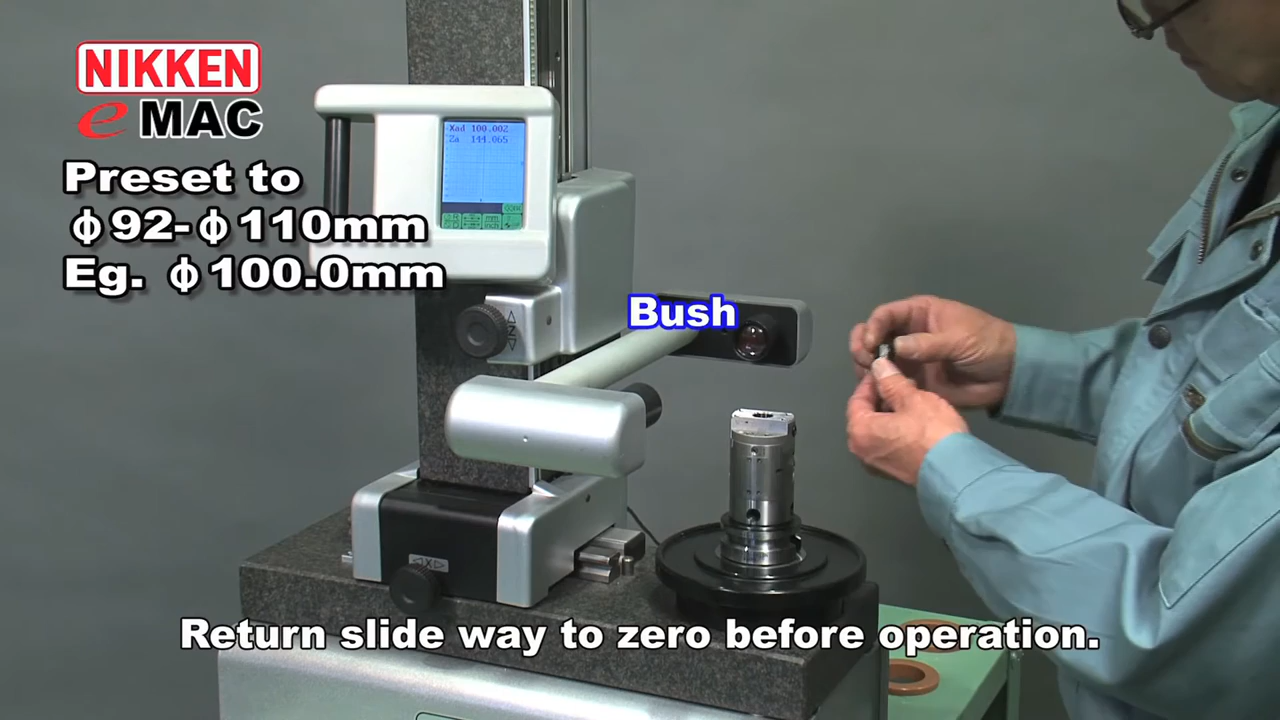 NIKKEN
e MAC
Preset to
φ92-φ110mm
Eg. φ100.0mm
Xad 100.002
Za 144.065
Bush
◁X▷
Return slide way to zero before operation.